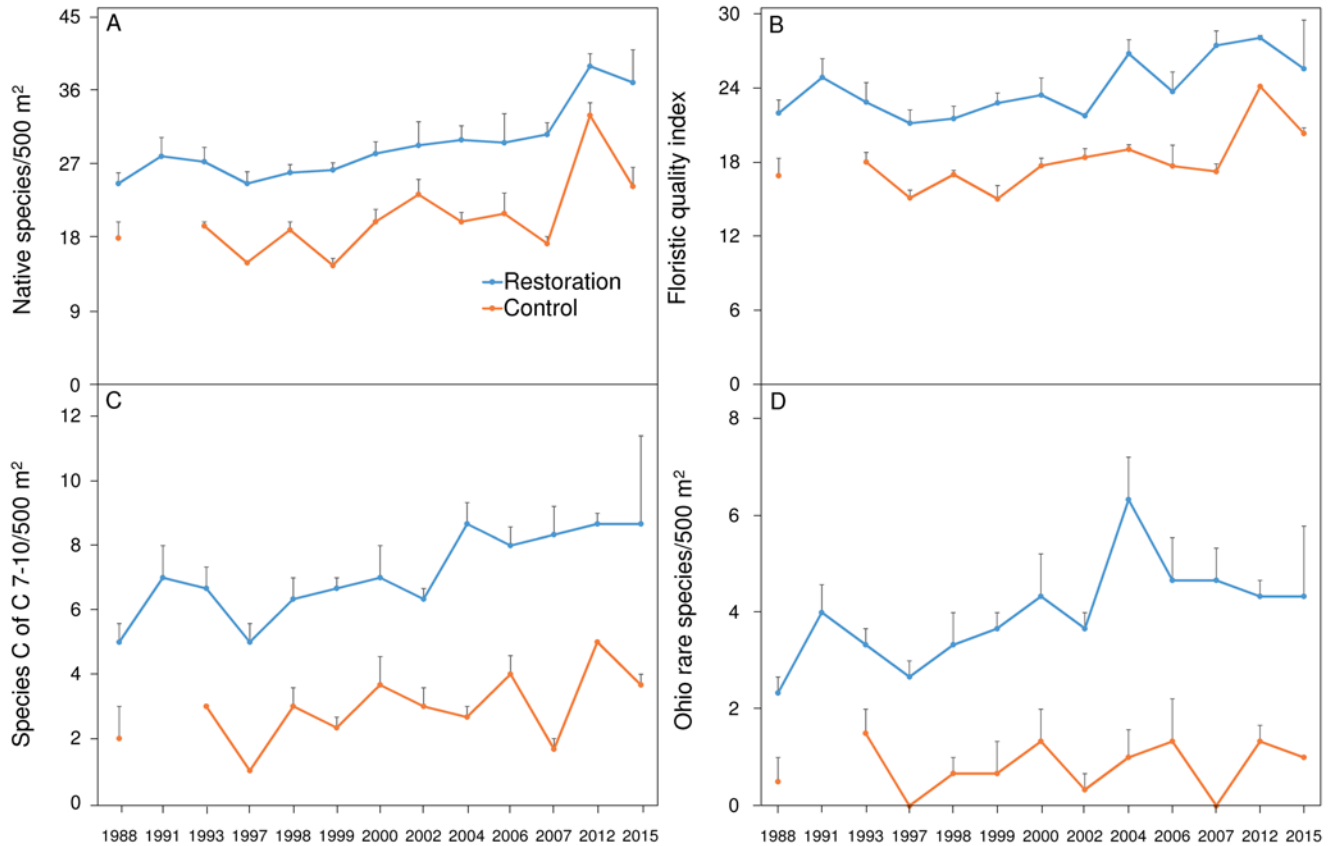 A
Native species/500 m²
45
36
27
18
9
0
Restoration
Control
B
Floristic quality index
30
24
18
12
6
0
C
Species C of C 7-10/500 m²
12
10
8
6
4
2
0
1988 1991 1993 1997 1998 1999 2000 2002 2004 2006 2007 2012 2015
D
Ohio rare species/500 m²
8
6
4
2
0
1988 1991 1993 1997 1998 1999 2000 2002 2004 2006 2007 2012 2015